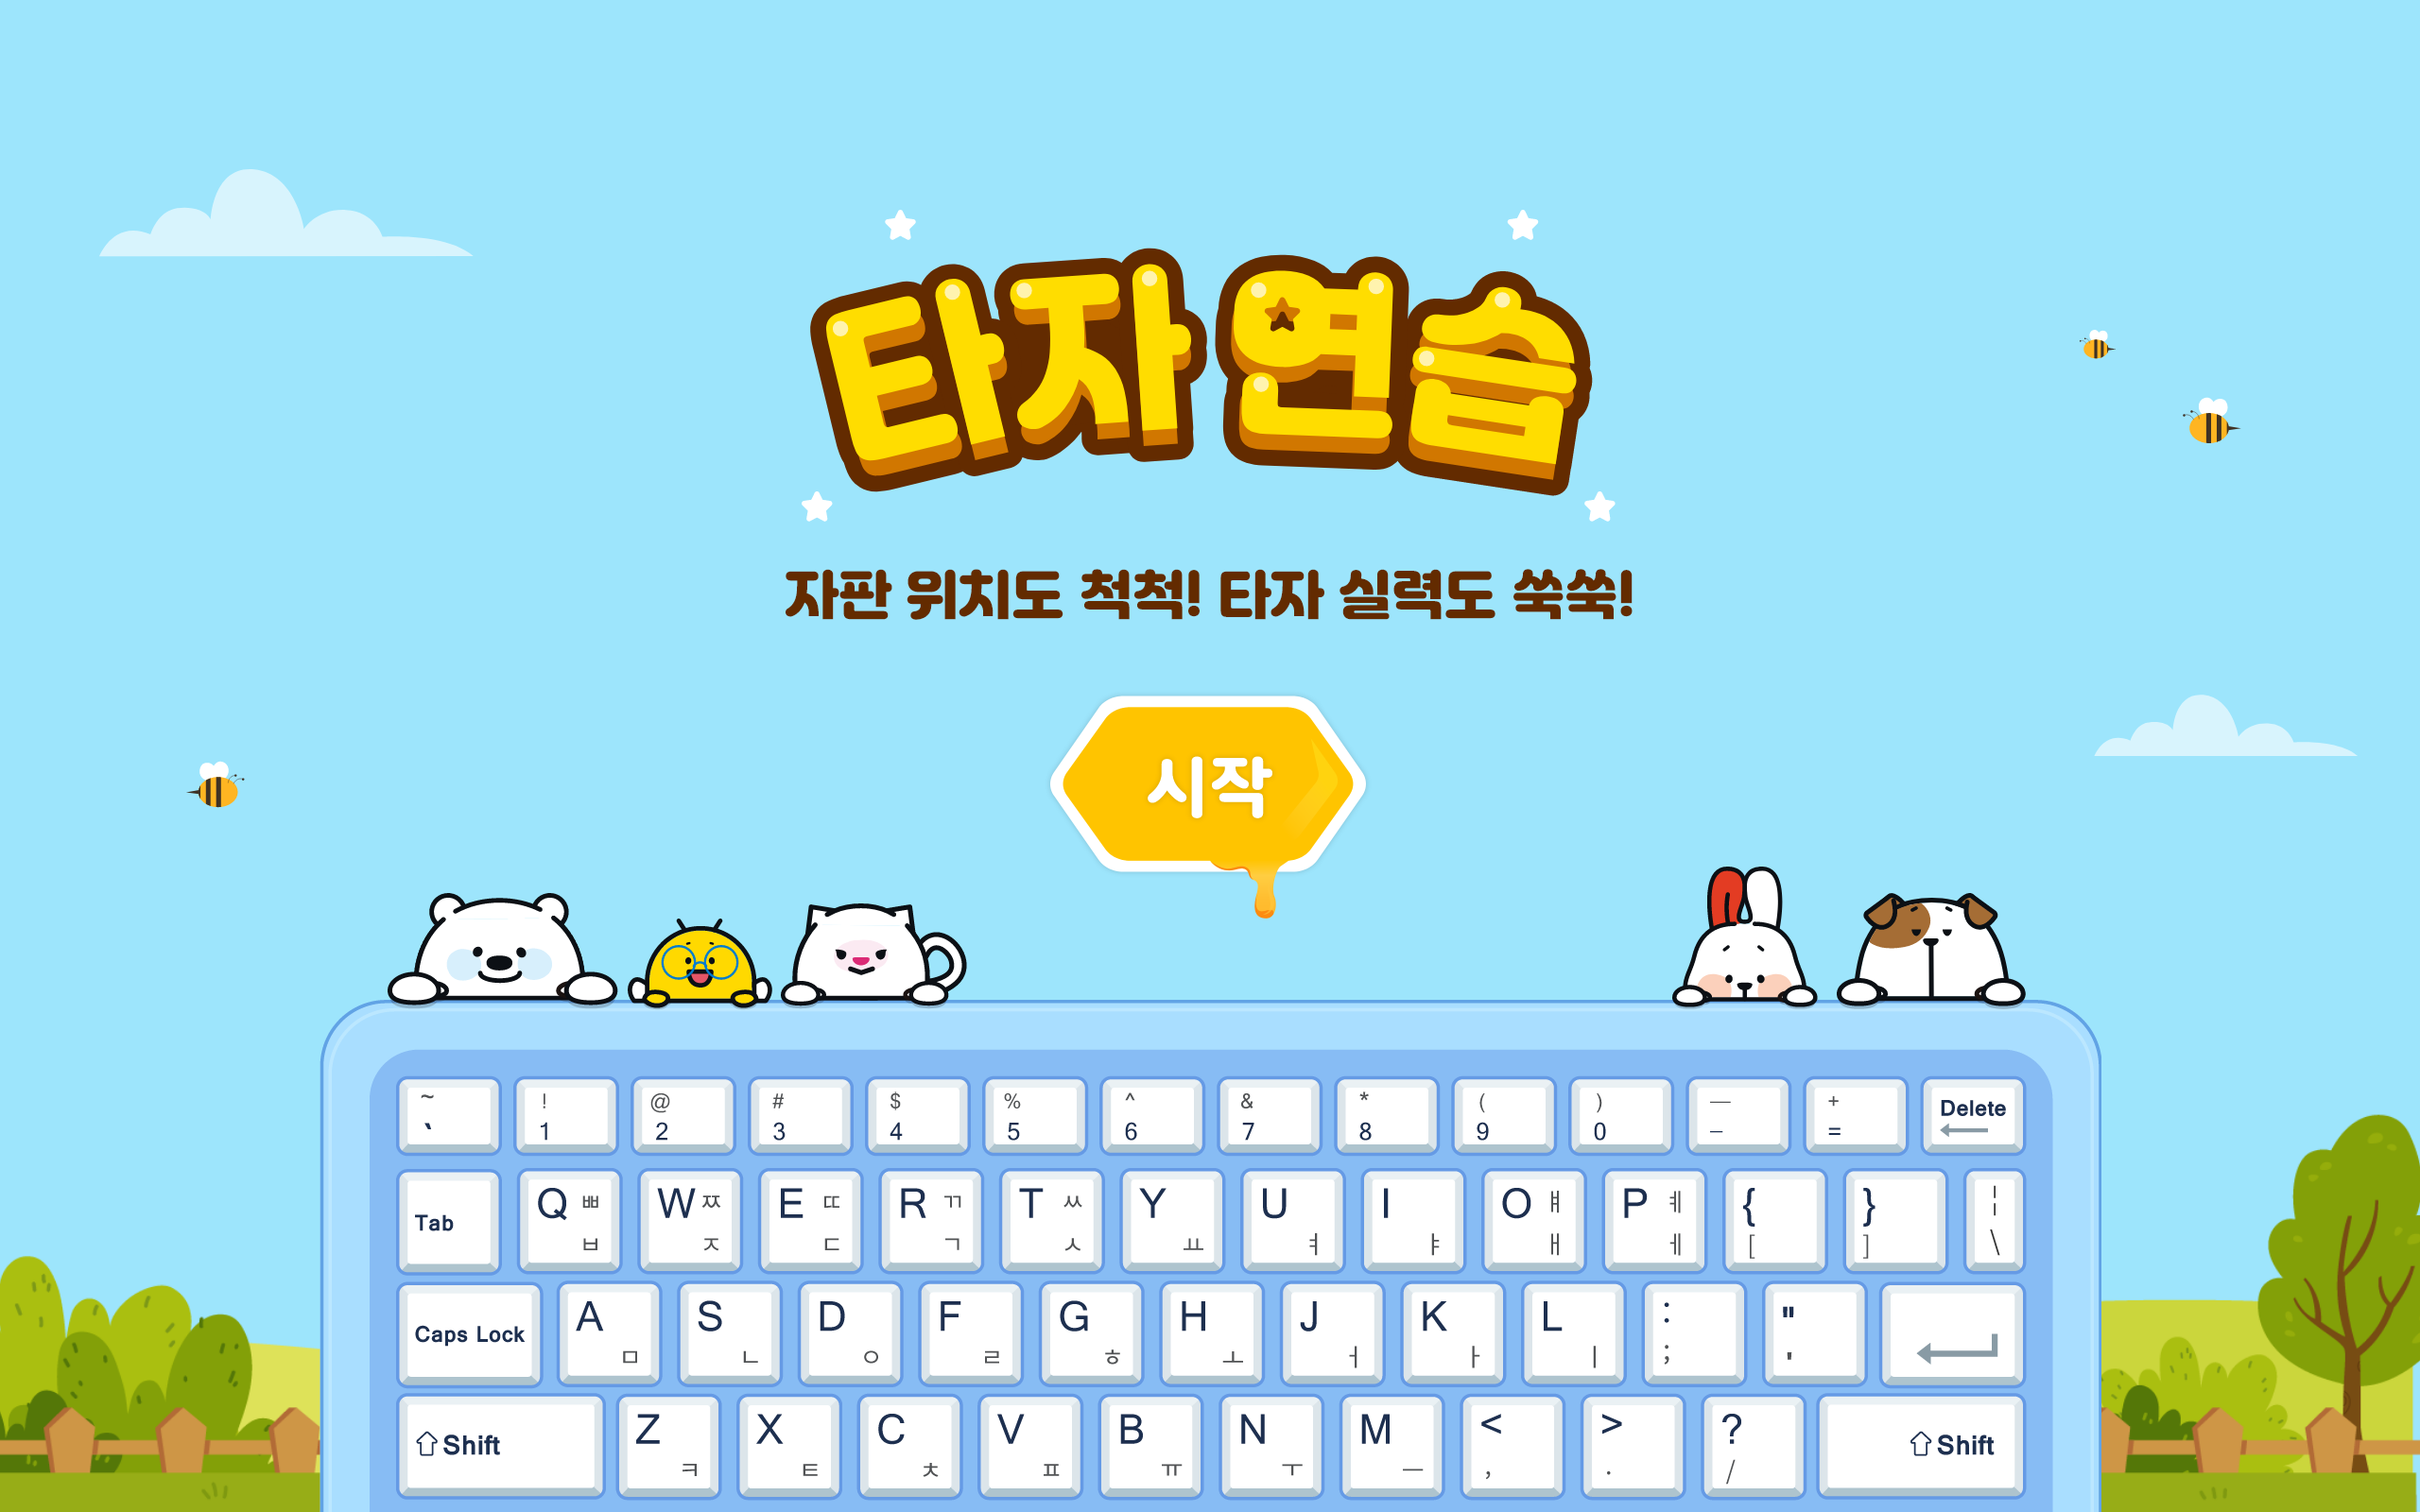 타자 연습
자판 위치도 척척! 타자 실력도 쑥쑥!
시작
~ ! @ # $ % ^ & * ( ) — + Delete
` 1 2 3 4 5 6 7 8 9 0 – =
Tab Q ㅃ W ㅉ E ㄸ R ㄲ T ㅆ Y U I O ㅒ P ㅖ { } ¦
ㅂ ㅈ ㄷ ㄱ ㅅ ㅛ ㅕ ㅑ ㅐ ㅔ [ ] \
Caps Lock A S D F G H J K L : "
ㅁ ㄴ ㅇ ㄹ ㅎ ㅗ ㅓ ㅏ ㅣ ; '
Shift Z X C V B N M < > ? Shift
ㅋ ㅌ ㅊ ㅍ ㅠ ㅜ ㅡ , . /